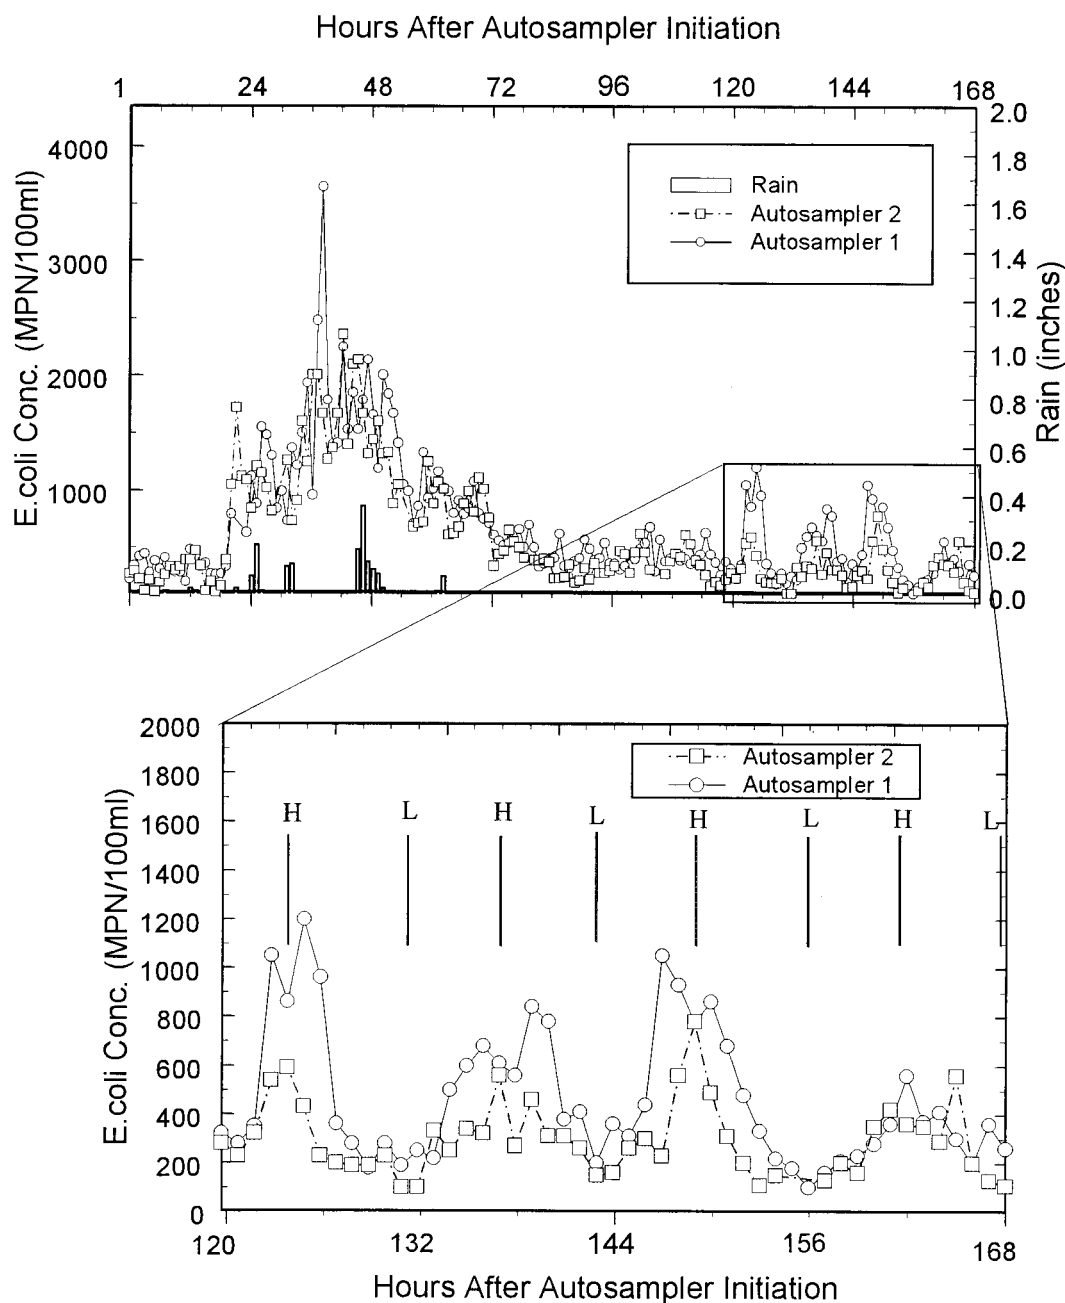 Hours After Autosampler Initiation
1 24 48 72 96 120 144 168
E.coli Conc. (MPN/100ml)
4000
3000
2000
1000
Rain
Autosampler 2
Autosampler 1
2.0
1.8
1.6
1.4
1.2
1.0
0.8
0.6
0.4
0.2
0.0
Rain (inches)
E.coli Conc. (MPN/100ml)
2000
1800
1600
1400
1200
1000
800
600
400
200
0
Autosampler 2
Autosampler 1
H L H L H L H L
120 132 144 156 168
Hours After Autosampler Initiation